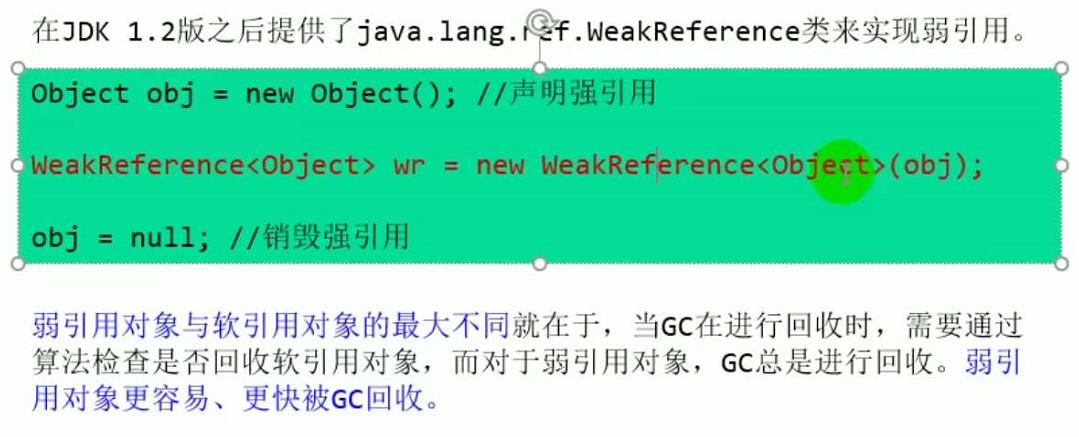 在JDK 1.2版之后提供了java.lang.ref.WeakReference类来实现弱引用。
Object obj = new Object(); //声明强引用
WeakReference<Object> wr = new WeakReference<Object>(obj);
obj = null; //销毁强引用
弱引用对象与软引用对象的最大不同就在于，当GC在进行回收时，需要通过
算法检查是否回收软引用对象，而对于弱引用对象，GC总是进行回收。弱引
用对象更容易、更快被GC回收。